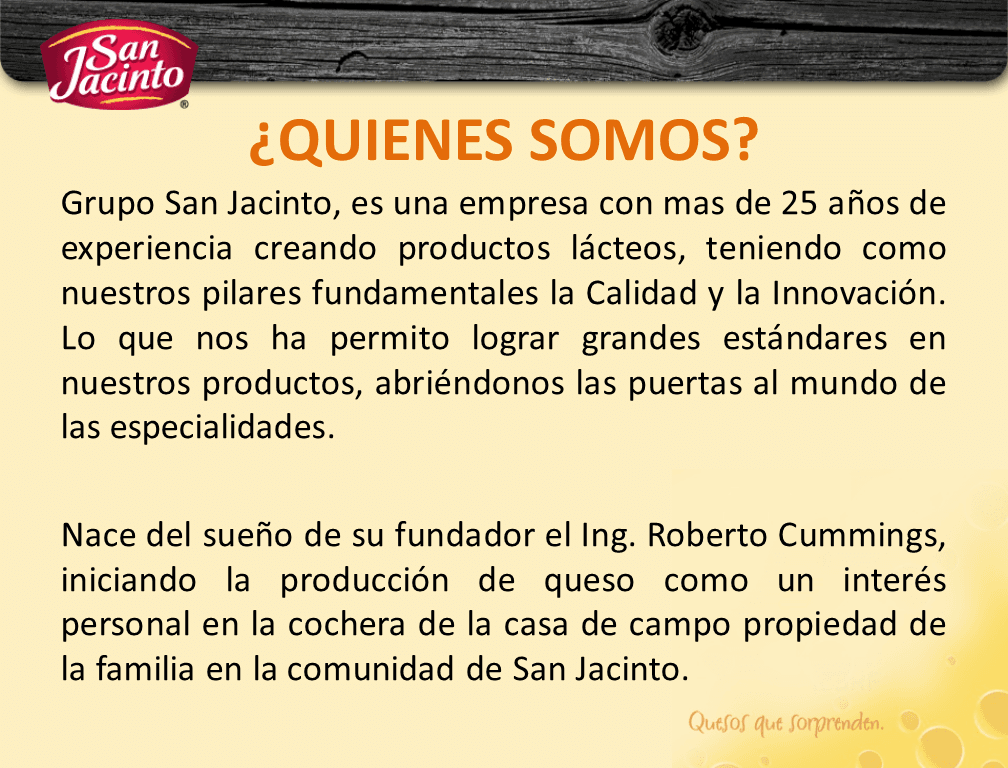 San
Jacinto
®
¿QUIENES SOMOS?
Grupo San Jacinto, es una empresa con mas de 25 años de
experiencia creando productos lácteos, teniendo como
nuestros pilares fundamentales la Calidad y la Innovación.
Lo que nos ha permito lograr grandes estándares en
nuestros productos, abriéndonos las puertas al mundo de
las especialidades.
Nace del sueño de su fundador el Ing. Roberto Cummings,
iniciando la producción de queso como un interés
personal en la cochera de la casa de campo propiedad de
la familia en la comunidad de San Jacinto.
Quesos que sorprenden.